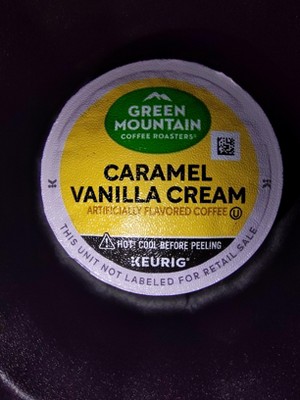 GREEN
MOUNTAIN
COFFEE ROASTERS®
CARAMEL
VANILLA CREAM
ARTIFICIALLY FLAVORED COFFEE U
HOT! COOL BEFORE PEELING
KEURIG®
THIS UNIT NOT LABELED FOR RETAIL SALE